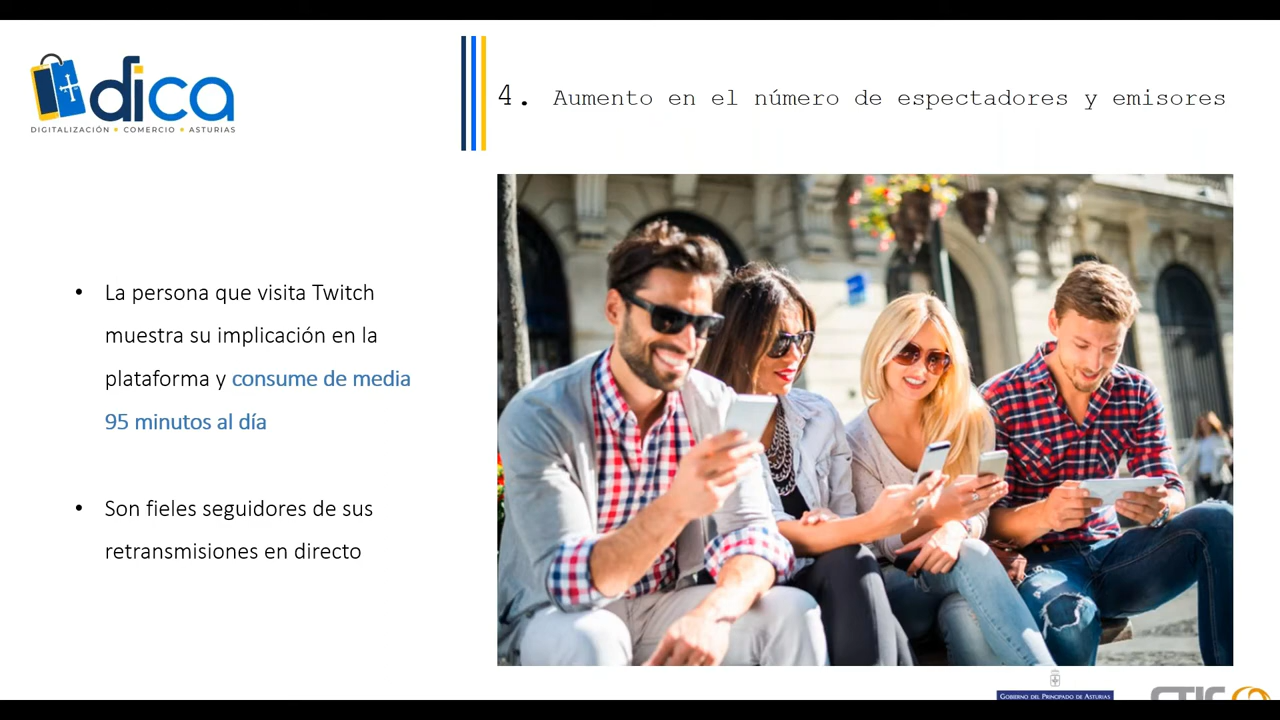 dica
DIGITALIZACIÓN • COMERCIO • ASTURIAS
4. Aumento en el número de espectadores y emisores
• La persona que visita Twitch
muestra su implicación en la
plataforma y consume de media
95 minutos al día
• Son fieles seguidores de sus
retransmisiones en directo
GOBIERNO DEL PRINCIPADO DE ASTURIAS